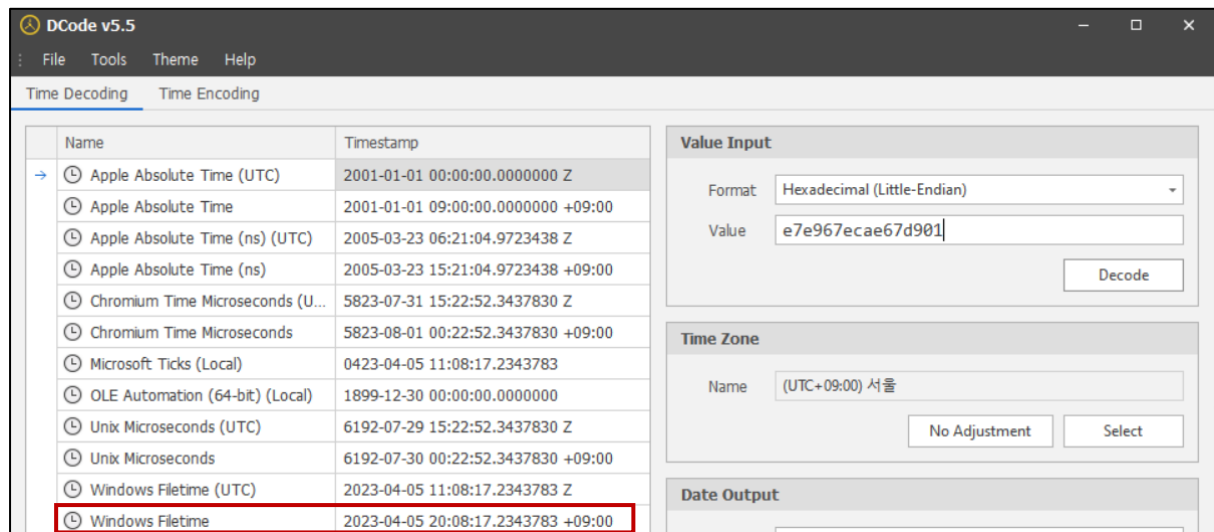 DCode v5.5
File Tools Theme Help
Time Decoding Time Encoding
Name Timestamp
Apple Absolute Time (UTC) 2001-01-01 00:00:00.0000000 Z
Apple Absolute Time 2001-01-01 09:00:00.0000000 +09:00
Apple Absolute Time (ns) (UTC) 2005-03-23 06:21:04.9723438 Z
Apple Absolute Time (ns) 2005-03-23 15:21:04.9723438 +09:00
Chromium Time Microseconds (U... 5823-07-31 15:22:52.3437830 Z
Chromium Time Microseconds 5823-08-01 00:22:52.3437830 +09:00
Microsoft Ticks (Local) 0423-04-05 11:08:17.2343783
OLE Automation (64-bit) (Local) 1899-12-30 00:00:00.0000000
Unix Microseconds (UTC) 6192-07-29 15:22:52.3437830 Z
Unix Microseconds 6192-07-30 00:22:52.3437830 +09:00
Windows Filetime (UTC) 2023-04-05 11:08:17.2343783 Z
Windows Filetime 2023-04-05 20:08:17.2343783 +09:00
Value Input
Format Hexadecimal (Little-Endian)
Value e7e967ecae67d901
Decode
Time Zone
Name (UTC+09:00) 서울
No Adjustment Select
Date Output